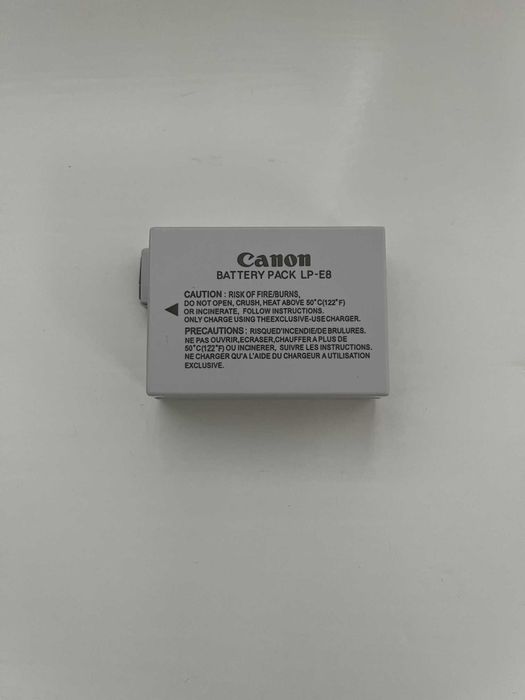 Canon
BATTERY PACK LP-E8
CAUTION : RISK OF FIRE/BURNS,
DO NOT OPEN, CRUSH, HEAT ABOVE 50°C(122°F)
OR INCINERATE, FOLLOW INSTRUCTIONS.
ONLY CHARGE USING THEEXCLUSIVE-USECHARGER.
PRECAUTIONS : RISQUED'INCENDIE/DE BRULURES.
NE PAS OUVRIR,ECRASER,CHAUFFER A PLUS DE
50°C(122°F) OU INCINERER, SUIVRE LES INSTRUCTIONS.
NE CHARGER QU'A L'AIDE DU CHARGEUR A UTILISATION
EXCLUSIVE.